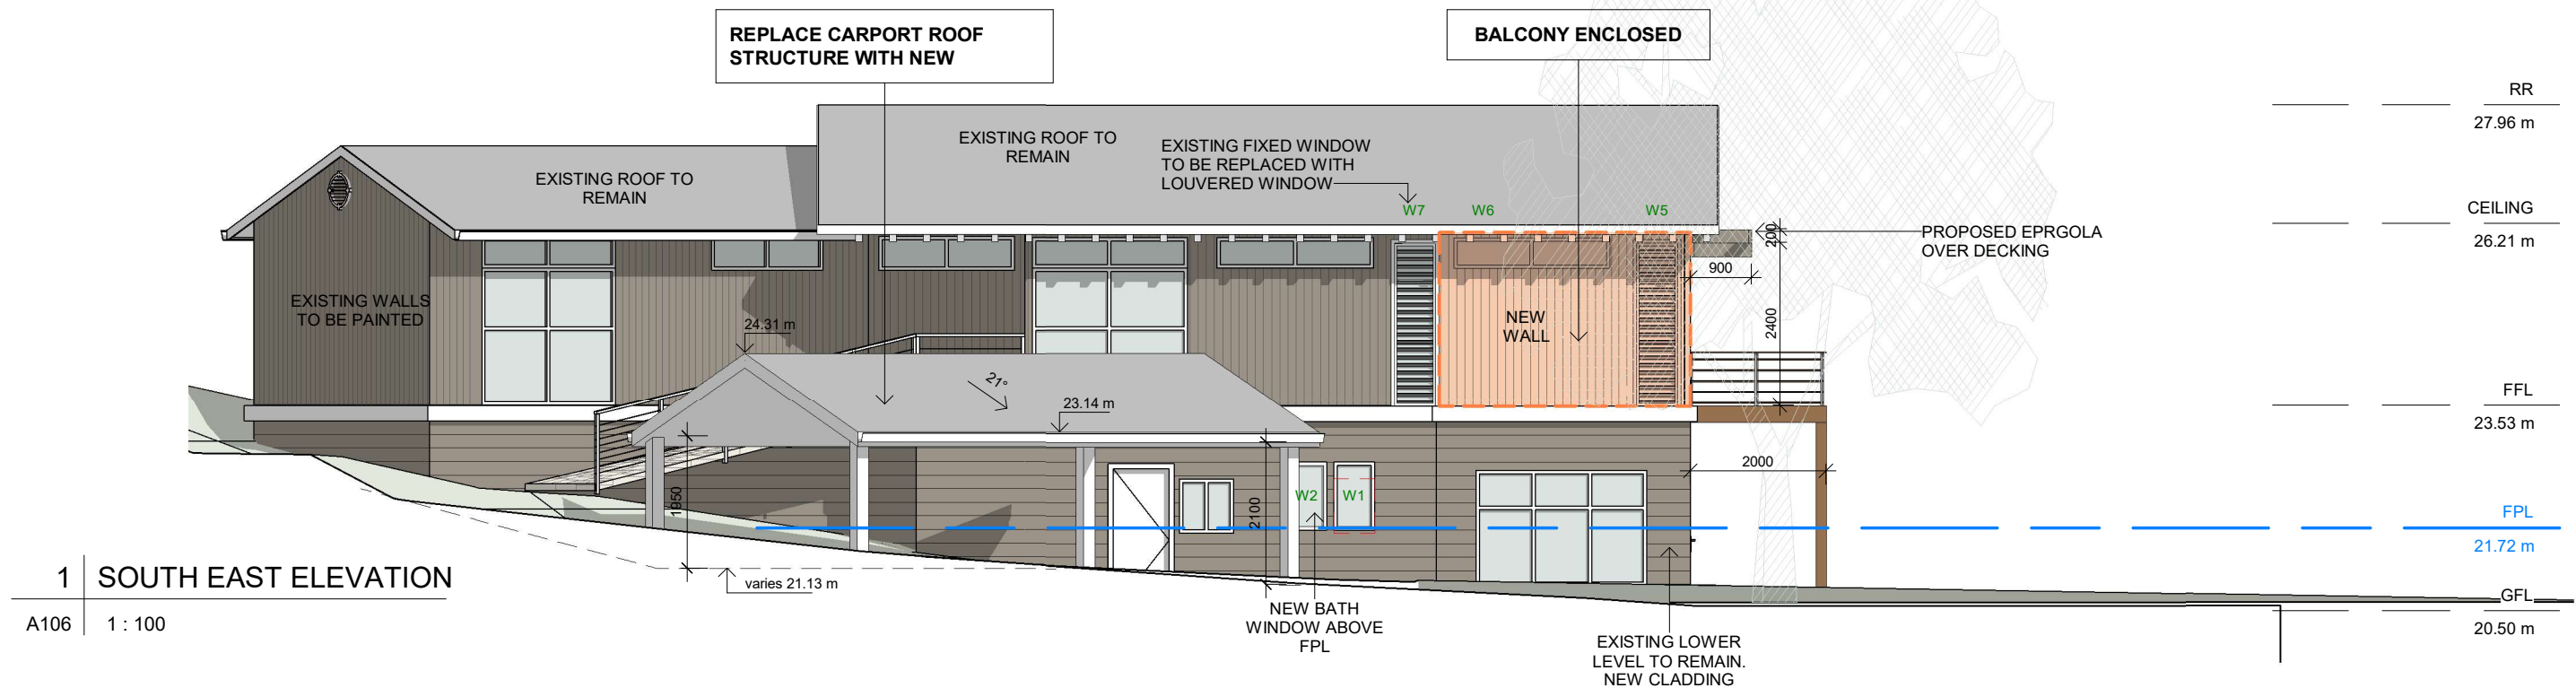 REPLACE CARPORT ROOF
STRUCTURE WITH NEW
BALCONY ENCLOSED
RR
27.96 m
EXISTING ROOF TO
REMAIN
EXISTING FIXED WINDOW
TO BE REPLACED WITH
LOUVERED WINDOW
EXISTING ROOF TO
REMAIN
W7
W6
W5
CEILING
26.21 m
200
PROPOSED EPRGOLA
OVER DECKING
900
EXISTING WALLS
TO BE PAINTED
24.31 m
NEW
WALL
2400
21°
23.14 m
FFL
23.53 m
2000
1950
2100
W2
W1
FPL
21.72 m
1
SOUTH EAST ELEVATION
A106
1 : 100
varies 21.13 m
NEW BATH
WINDOW ABOVE
FPL
EXISTING LOWER
LEVEL TO REMAIN.
NEW CLADDING
GFL
20.50 m